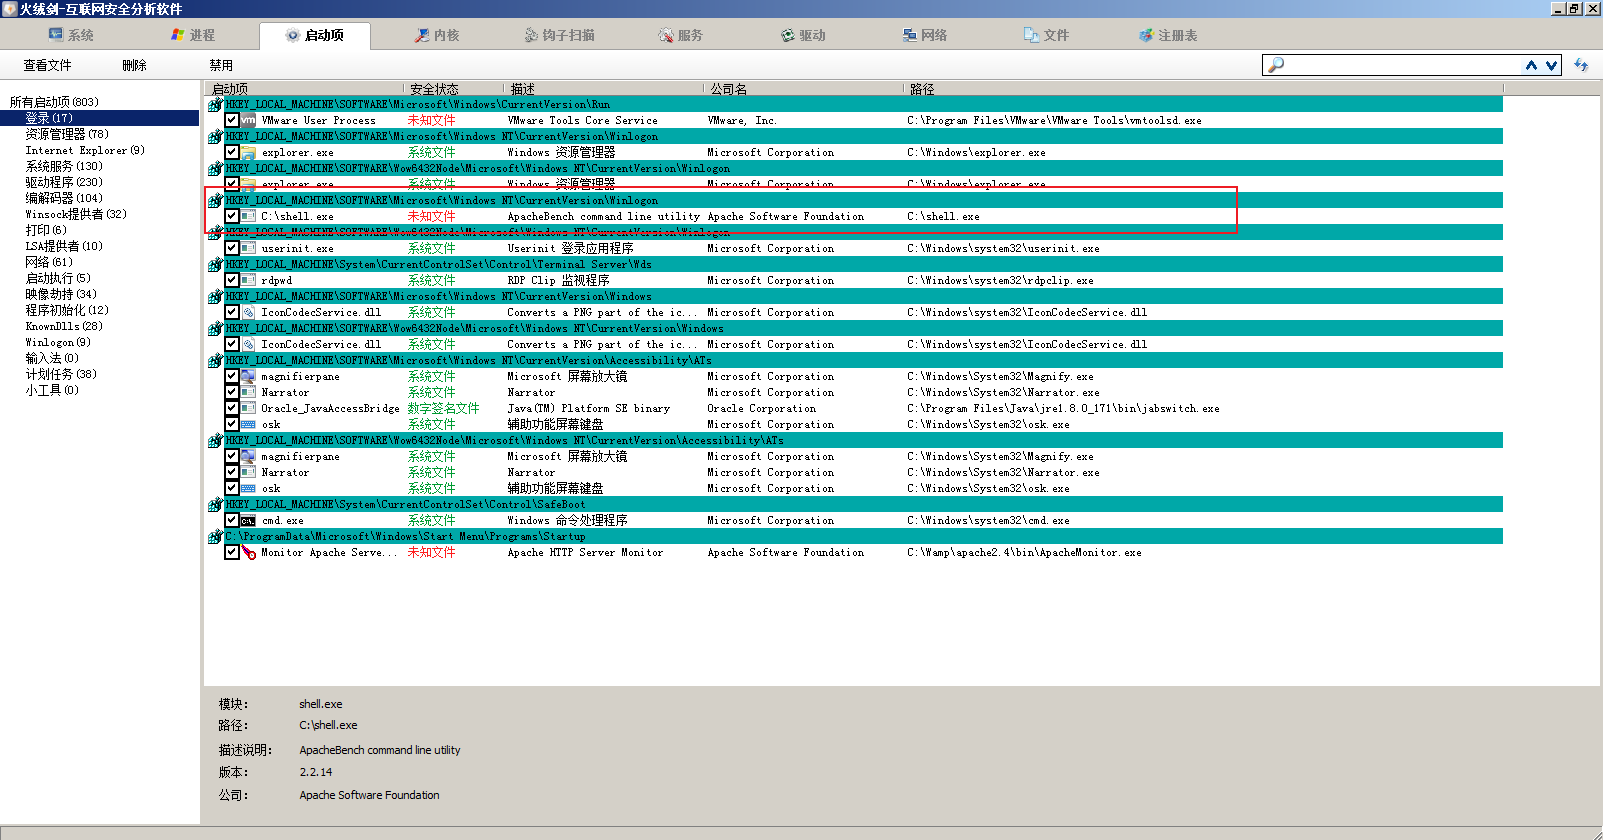 火绒剑-互联网安全分析软件
系统 进程 启动项 内核 钩子扫描 服务 驱动 网络 文件 注册表
查看文件 删除 禁用
所有启动项(803)
登录(17)
资源管理器(78)
Internet Explorer(9)
系统服务(130)
驱动程序(230)
编解码器(104)
Winsock提供者(32)
打印(6)
LSA提供者(10)
网络(61)
启动执行(5)
映像劫持(34)
程序初始化(12)
KnownDlls(28)
Winlogon(9)
输入法(0)
计划任务(38)
小工具(0)
启动项 安全状态 描述 公司名 路径
HKEY_LOCAL_MACHINE\SOFTWARE\Microsoft\Windows\CurrentVersion\Run
VMware User Process 未知文件 VMware Tools Core Service VMware, Inc. C:\Program Files\VMware\VMware Tools\vmtoolsd.exe
HKEY_LOCAL_MACHINE\SOFTWARE\Microsoft\Windows NT\CurrentVersion\Winlogon
explorer.exe 系统文件 Windows 资源管理器 Microsoft Corporation C:\Windows\explorer.exe
HKEY_LOCAL_MACHINE\SOFTWARE\Wow6432Node\Microsoft\Windows NT\CurrentVersion\Winlogon
explorer.exe 系统文件 Windows 资源管理器 Microsoft Corporation C:\Windows\explorer.exe
HKEY_LOCAL_MACHINE\SOFTWARE\Microsoft\Windows NT\CurrentVersion\Winlogon
C:\shell.exe 未知文件 ApacheBench command line utility Apache Software Foundation C:\shell.exe
HKEY_LOCAL_MACHINE\SOFTWARE\Wow6432Node\Microsoft\Windows NT\CurrentVersion\Winlogon
userinit.exe 系统文件 Userinit 登录应用程序 Microsoft Corporation C:\Windows\system32\userinit.exe
HKEY_LOCAL_MACHINE\System\CurrentControlSet\Control\Terminal Server\Wds
rdpwd 系统文件 RDP Clip 监视程序 Microsoft Corporation C:\Windows\system32\rdpclip.exe
HKEY_LOCAL_MACHINE\SOFTWARE\Microsoft\Windows NT\CurrentVersion\Windows
IconCodecService.dll 系统文件 Converts a PNG part of the ic... Microsoft Corporation C:\Windows\system32\IconCodecService.dll
HKEY_LOCAL_MACHINE\SOFTWARE\Wow6432Node\Microsoft\Windows NT\CurrentVersion\Windows
IconCodecService.dll 系统文件 Converts a PNG part of the ic... Microsoft Corporation C:\Windows\system32\IconCodecService.dll
HKEY_LOCAL_MACHINE\SOFTWARE\Microsoft\Windows NT\CurrentVersion\Accessibility\ATs
magnifierpane 系统文件 Microsoft 屏幕放大镜 Microsoft Corporation C:\Windows\System32\Magnify.exe
Narrator 系统文件 Narrator Microsoft Corporation C:\Windows\System32\Narrator.exe
Oracle_JavaAccessBridge 数字签名文件 Java(TM) Platform SE binary Oracle Corporation C:\Program Files\Java\jre1.8.0_171\bin\jabswitch.exe
osk 系统文件 辅助功能屏幕键盘 Microsoft Corporation C:\Windows\System32\osk.exe
HKEY_LOCAL_MACHINE\SOFTWARE\Wow6432Node\Microsoft\Windows NT\CurrentVersion\Accessibility\ATs
magnifierpane 系统文件 Microsoft 屏幕放大镜 Microsoft Corporation C:\Windows\System32\Magnify.exe
Narrator 系统文件 Narrator Microsoft Corporation C:\Windows\System32\Narrator.exe
osk 系统文件 辅助功能屏幕键盘 Microsoft Corporation C:\Windows\System32\osk.exe
HKEY_LOCAL_MACHINE\System\CurrentControlSet\Control\SafeBoot
cmd.exe 系统文件 Windows 命令处理程序 Microsoft Corporation C:\Windows\system32\cmd.exe
C:\ProgramData\Microsoft\Windows\Start Menu\Programs\Startup
Monitor Apache Serve... 未知文件 Apache HTTP Server Monitor Apache Software Foundation C:\Wamp\apache2.4\bin\ApacheMonitor.exe
模块： shell.exe
路径： C:\shell.exe
描述说明： ApacheBench command line utility
版本： 2.2.14
公司： Apache Software Foundation